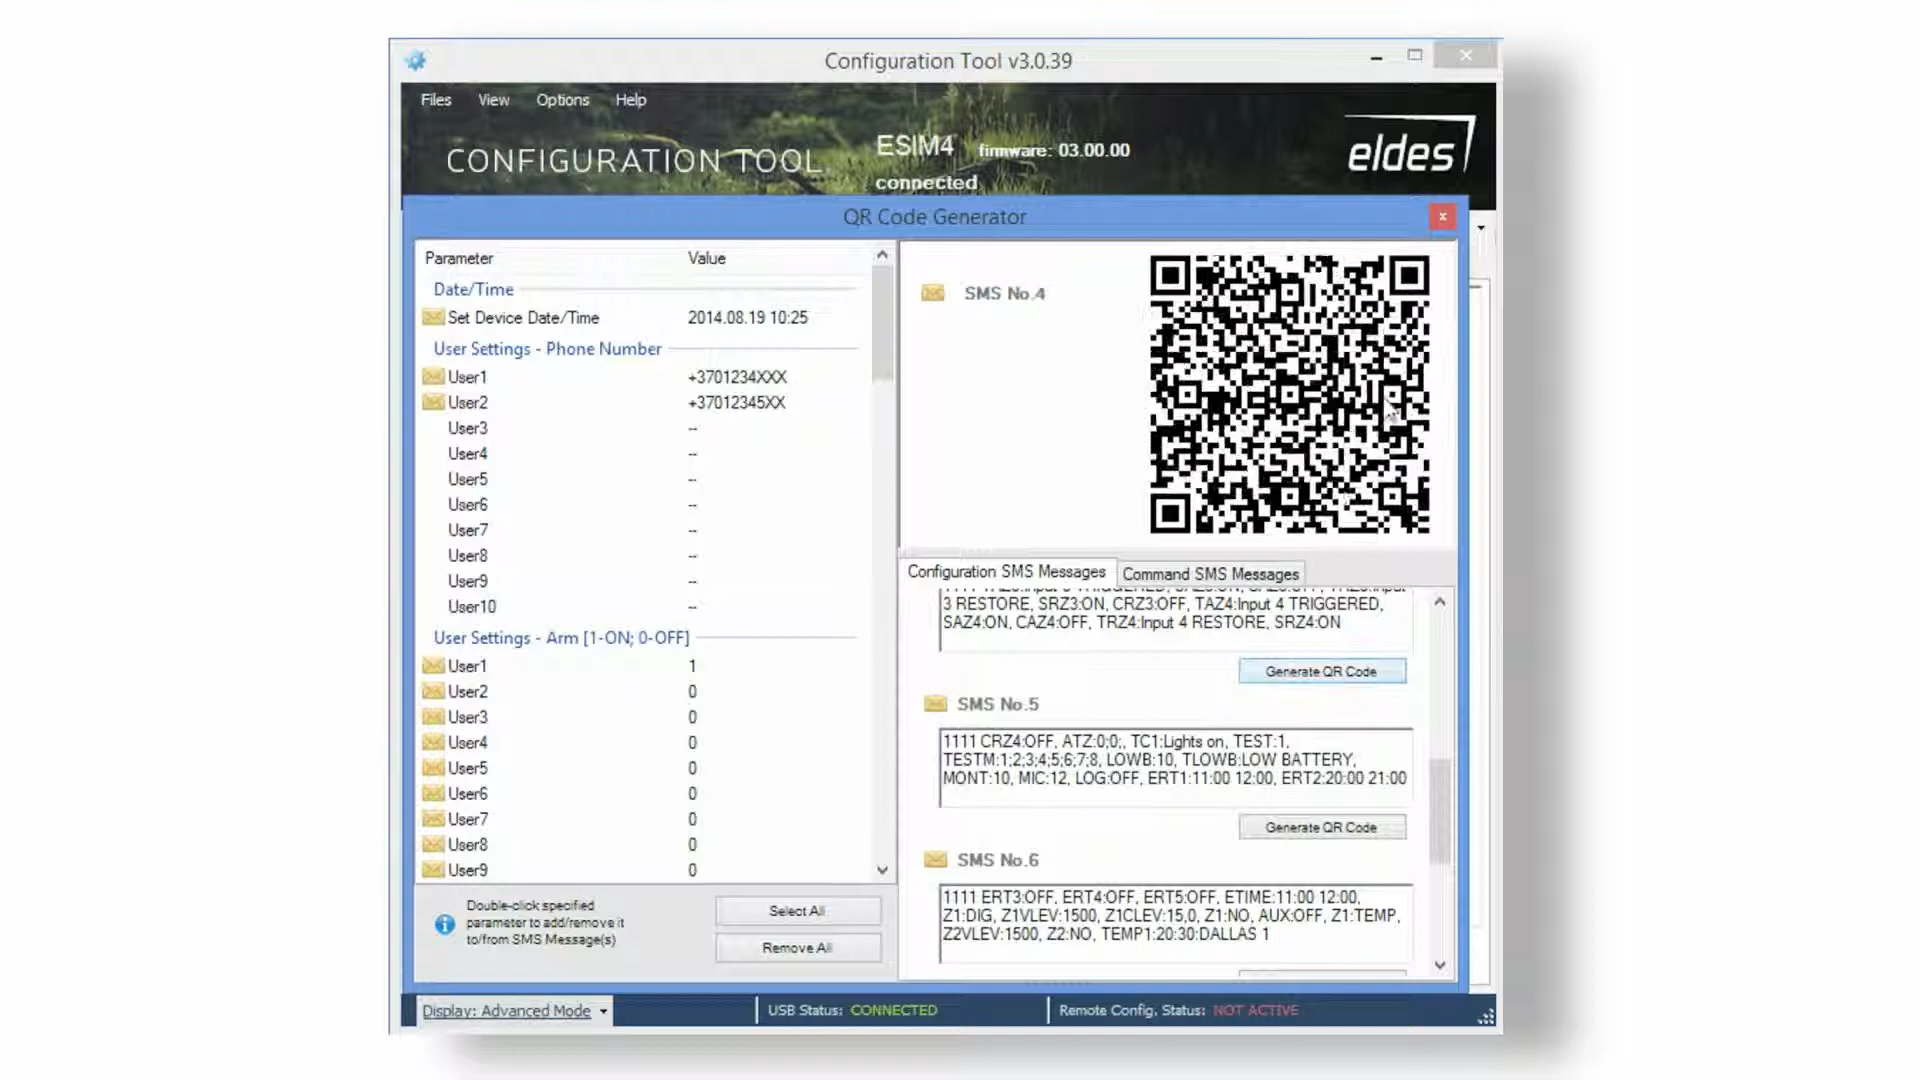 Configuration Tool v3.0.39
Files View Options Help
CONFIGURATION TOOL
ESIM4 firmware: 03.00.00
connected
eldes
QR Code Generator
Parameter Value
Date/Time
Set Device Date/Time 2014.08.19 10:25
User Settings - Phone Number
User1 +3701234XXX
User2 +37012345XX
User3 --
User4 --
User5 --
User6 --
User7 --
User8 --
User9 --
User10 --
User Settings - Arm [1-ON; 0-OFF]
User1 1
User2 0
User3 0
User4 0
User5 0
User6 0
User7 0
User8 0
User9 0
Double-click specified
parameter to add/remove it
to/from SMS Message(s)
Select All
Remove All
SMS No.4
Configuration SMS Messages Command SMS Messages
3 RESTORE, SRZ3:ON, CRZ3:OFF, TAZ4:Input 4 TRIGGERED,
SAZ4:ON, CAZ4:OFF, TRZ4:Input 4 RESTORE, SRZ4:ON
Generate QR Code
SMS No.5
1111 CRZ4:OFF, ATZ:0;0;, TC1:Lights on, TEST:1,
TESTM:1;2;3;4;5;6;7;8, LOWB:10, TLOWB:LOW BATTERY,
MONT:10, MIC:12, LOG:OFF, ERT1:11:00 12:00, ERT2:20:00 21:00
Generate QR Code
SMS No.6
1111 ERT3:OFF, ERT4:OFF, ERT5:OFF, ETIME:11:00 12:00,
Z1:DIG, Z1VLEV:1500, Z1CLEV:15,0, Z1:NO, AUX:OFF, Z1:TEMP,
Z2VLEV:1500, Z2:NO, TEMP1:20:30:DALLAS 1
Display: Advanced Mode
USB Status: CONNECTED
Remote Config. Status: NOT ACTIVE